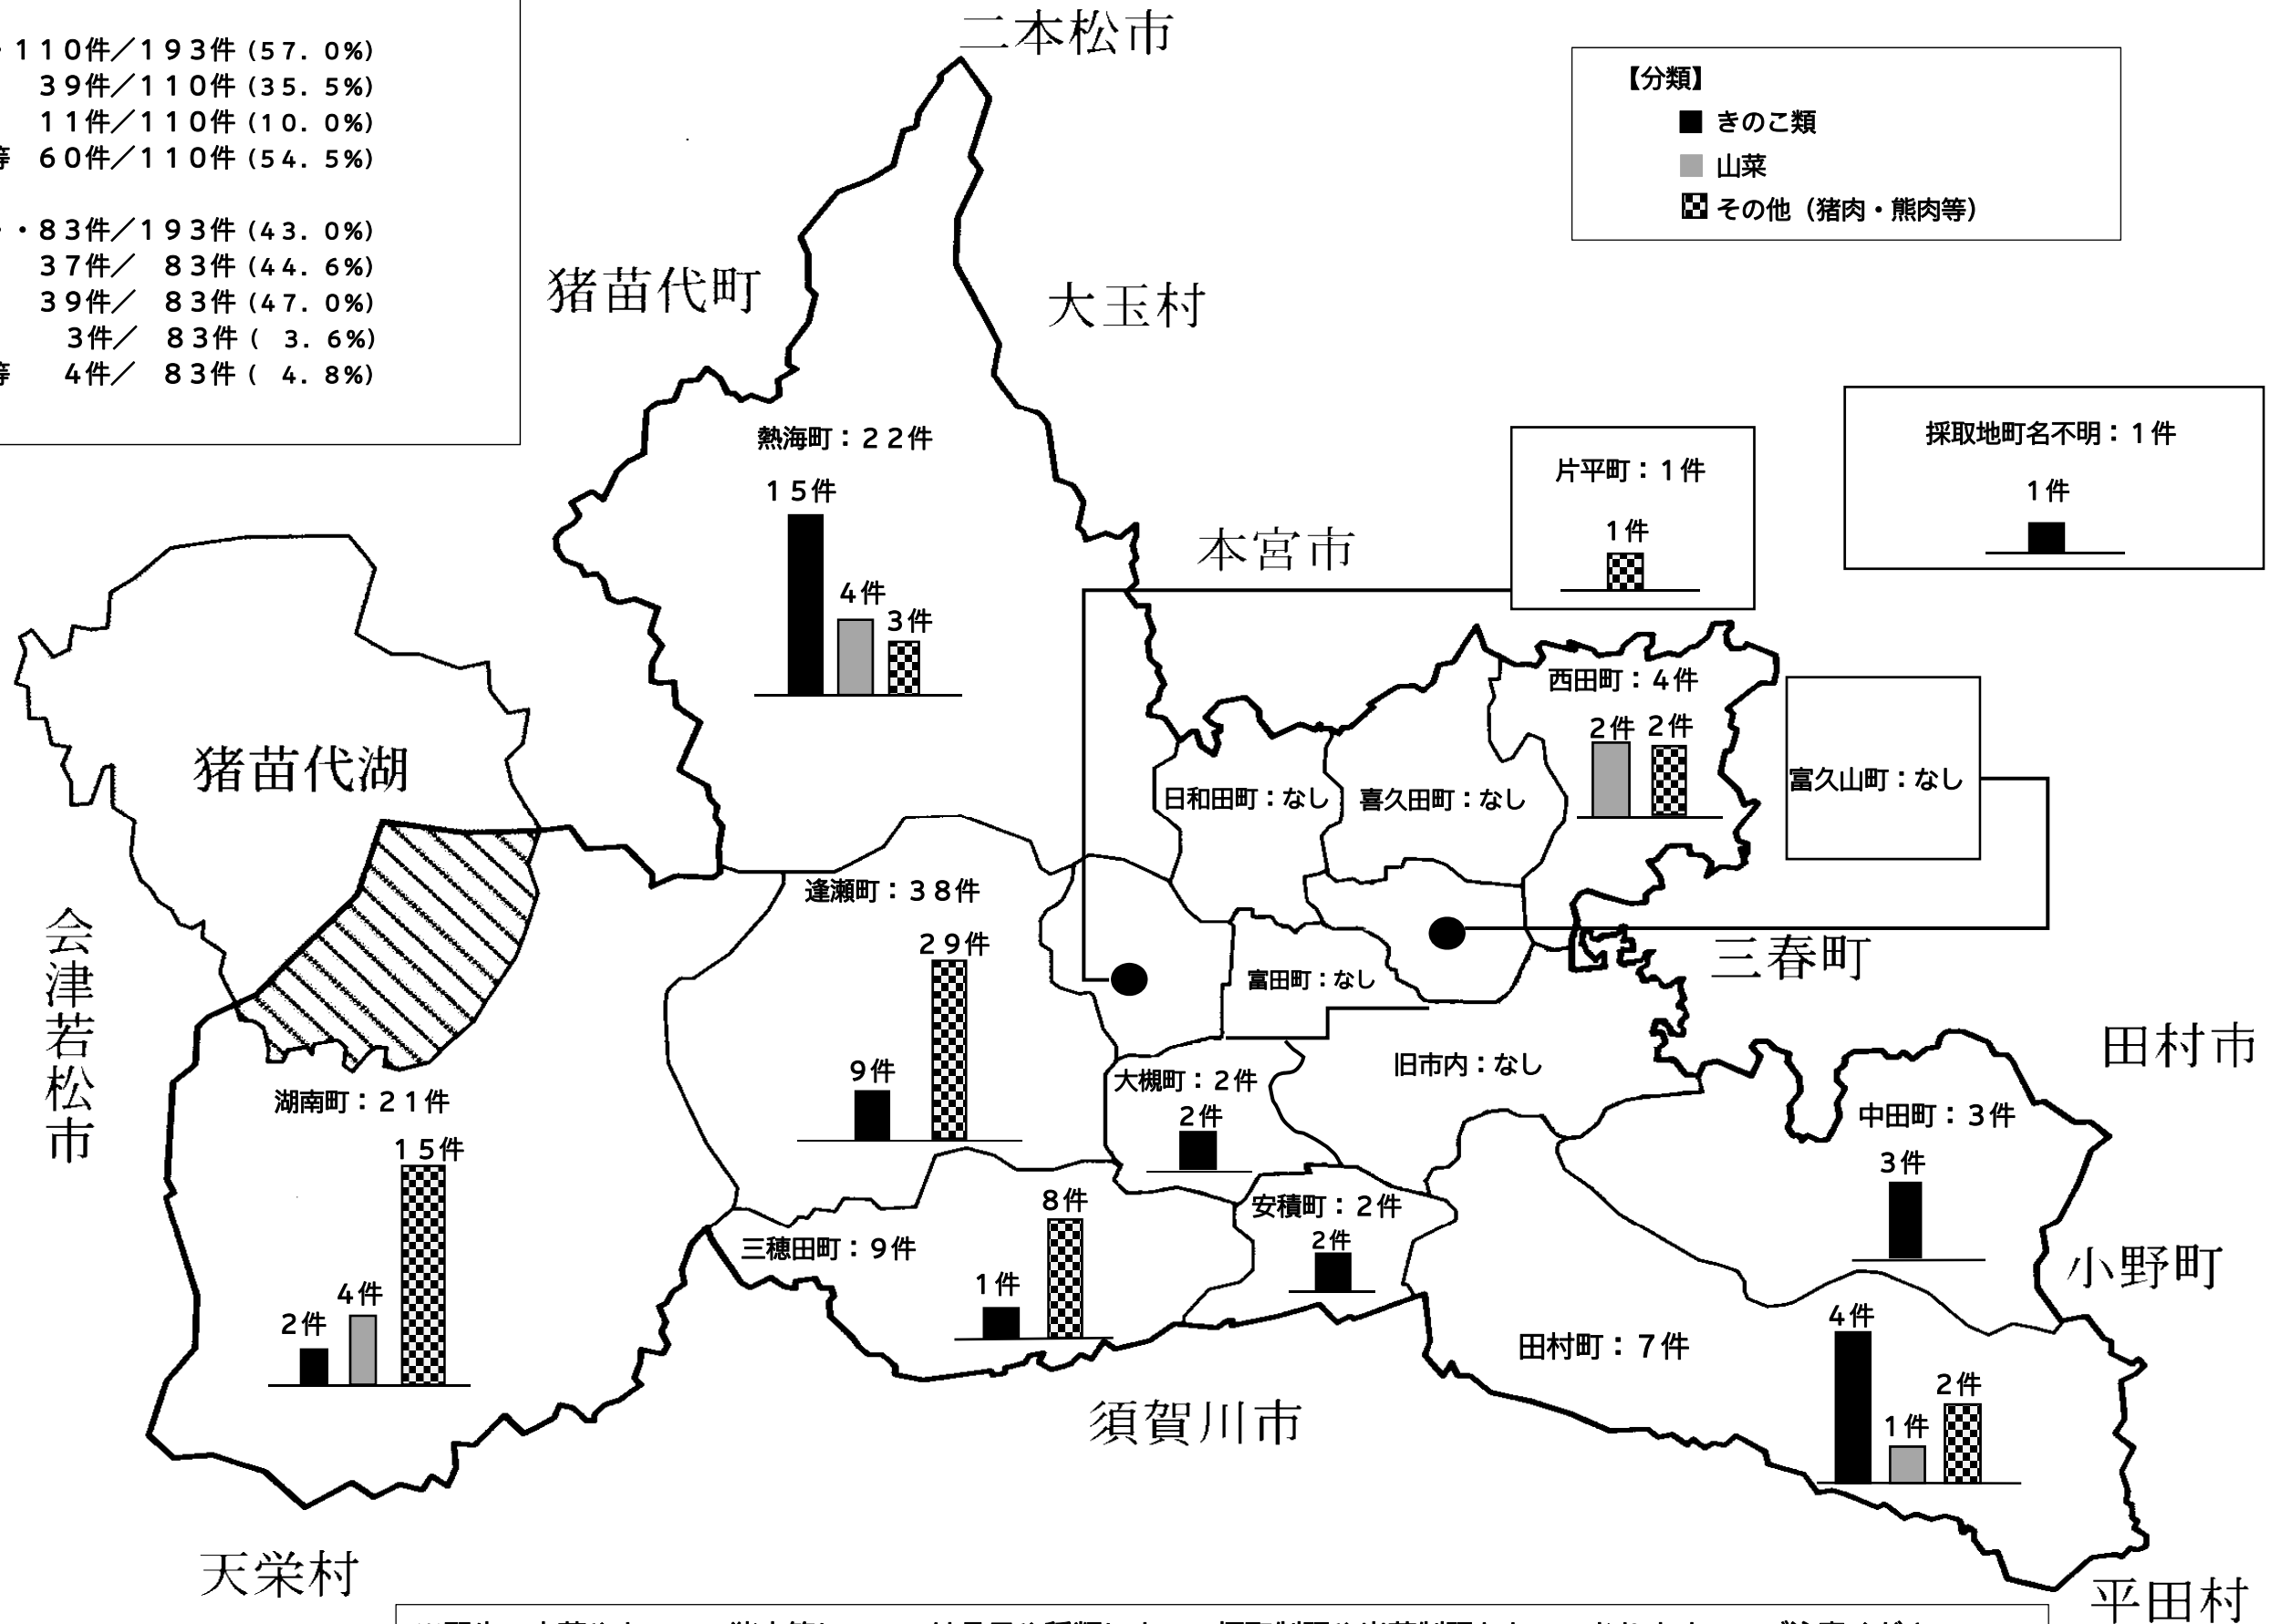 ・110件／193件(57.0%)
39件／110件(35.5%)
11件／110件(10.0%)
等 60件／110件(54.5%)
・・83件／193件(43.0%)
37件／ 83件(44.6%)
39件／ 83件(47.0%)
3件／ 83件( 3.6%)
等 4件／ 83件( 4.8%)
二本松市
【分類】
きのこ類
山菜
その他（猪肉・熊肉等）
猪苗代町
大玉村
熱海町：22件
15件
4件
3件
本宮市
片平町：1件
1件
採取地町名不明：1件
1件
西田町：4件
2件 2件
猪苗代湖
日和田町：なし
喜久田町：なし
富久山町：なし
会津若松市
逢瀬町：38件
29件
9件
富田町：なし
三春町
田村市
湖南町：21件
15件
4件
2件
大槻町：2件
2件
旧市内：なし
中田町：3件
3件
三穂田町：9件
8件
1件
安積町：2件
2件
小野町
田村町：7件
4件
1件
2件
須賀川市
天栄村
平田村